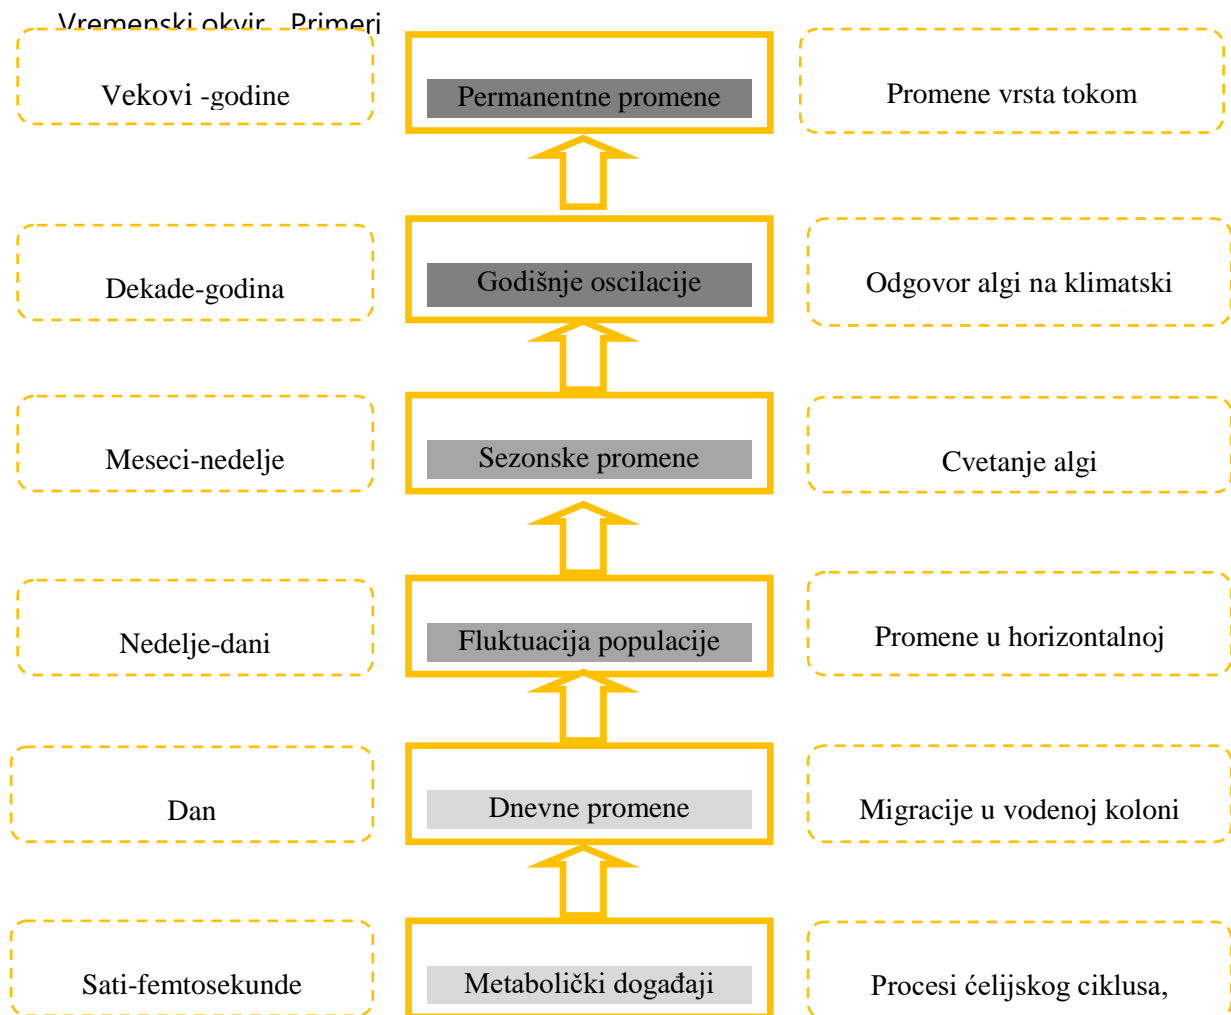 Vremenski okvir Primeri
Vekovi -godine
Permanentne promene
Promene vrsta tokom
Dekade-godina
Godišnje oscilacije
Odgovor algi na klimatski
Meseci-nedelje
Sezonske promene
Cvetanje algi
Nedelje-dani
Fluktuacija populacije
Promene u horizontalnoj
Dan
Dnevne promene
Migracije u vodenoj koloni
Sati-femtosekunde
Metabolički događaji
Procesi ćelijskog ciklusa,